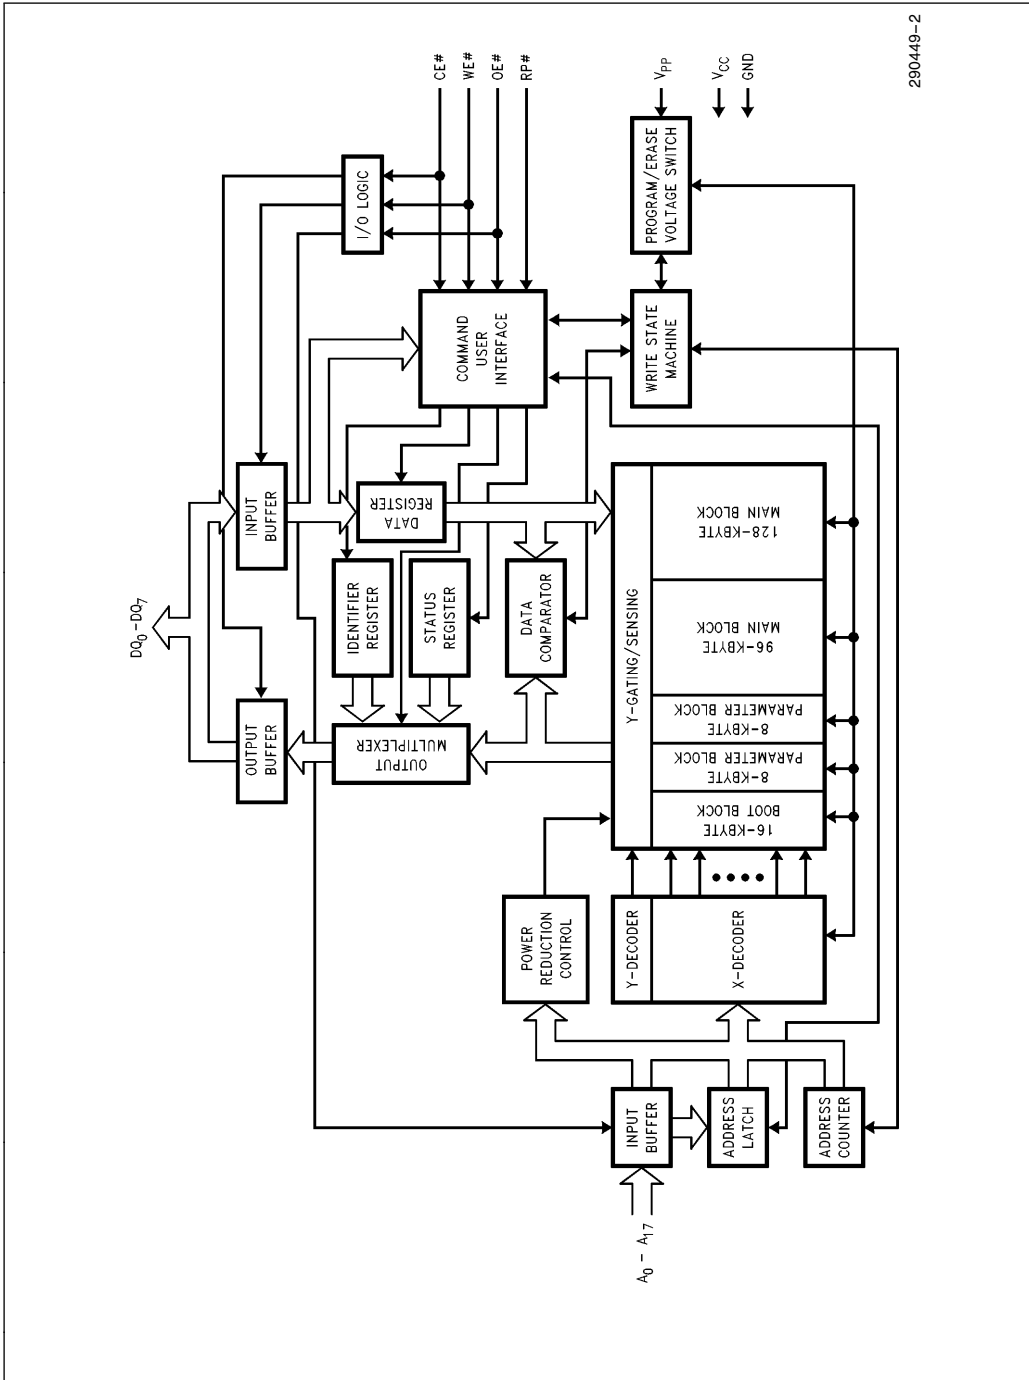 290449-2
CE#
WE#
OE#
RP#
VPP
VCC
GND
I/O LOGIC
PROGRAM/ERASE
VOLTAGE SWITCH
COMMAND
USER
INTERFACE
WRITE STATE
MACHINE
DQ0-DQ7
INPUT
BUFFER
DATA
REGISTER
IDENTIFIER
REGISTER
STATUS
REGISTER
DATA
COMPARATOR
OUTPUT
BUFFER
OUTPUT
MULTIPLEXER
Y-GATING/SENSING
128-KBYTE
MAIN BLOCK
96-KBYTE
MAIN BLOCK
8-KBYTE
PARAMETER BLOCK
8-KBYTE
PARAMETER BLOCK
16-KBYTE
BOOT BLOCK
POWER
REDUCTION
CONTROL
Y-DECODER
X-DECODER
INPUT
BUFFER
ADDRESS
LATCH
ADDRESS
COUNTER
A0 - A17